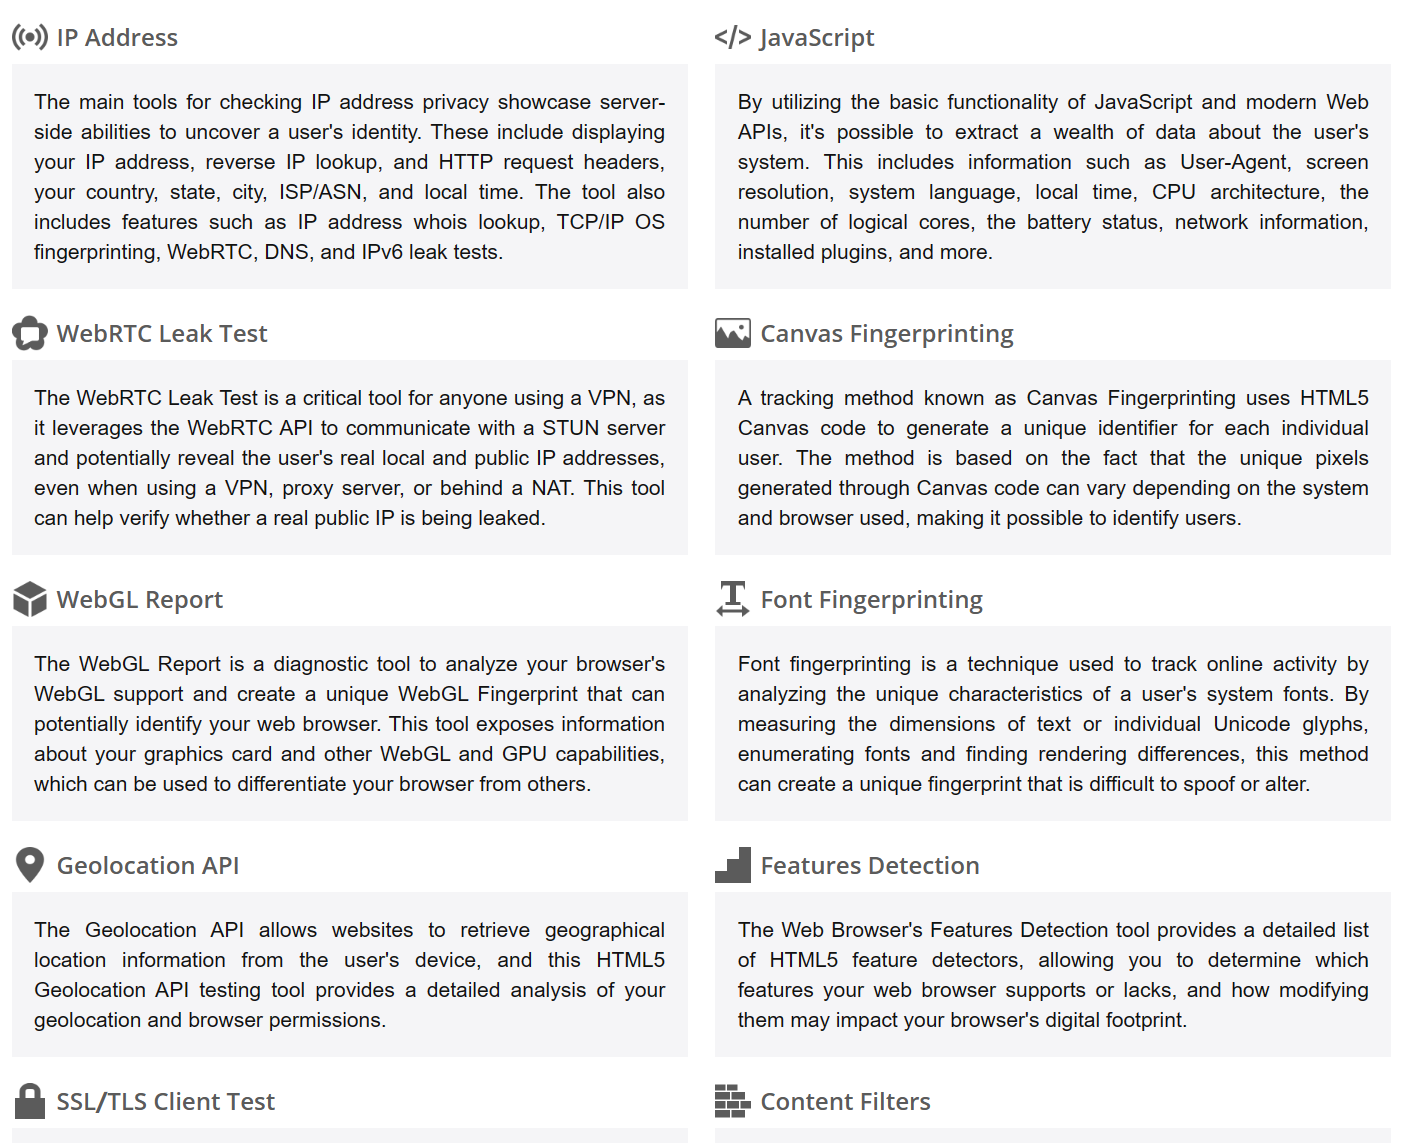 IP Address
The main tools for checking IP address privacy showcase server-
side abilities to uncover a user's identity. These include displaying
your IP address, reverse IP lookup, and HTTP request headers,
your country, state, city, ISP/ASN, and local time. The tool also
includes features such as IP address whois lookup, TCP/IP OS
fingerprinting, WebRTC, DNS, and IPv6 leak tests.
</> JavaScript
By utilizing the basic functionality of JavaScript and modern Web
APIs, it's possible to extract a wealth of data about the user's
system. This includes information such as User-Agent, screen
resolution, system language, local time, CPU architecture, the
number of logical cores, the battery status, network information,
installed plugins, and more.
WebRTC Leak Test
The WebRTC Leak Test is a critical tool for anyone using a VPN, as
it leverages the WebRTC API to communicate with a STUN server
and potentially reveal the user's real local and public IP addresses,
even when using a VPN, proxy server, or behind a NAT. This tool
can help verify whether a real public IP is being leaked.
Canvas Fingerprinting
A tracking method known as Canvas Fingerprinting uses HTML5
Canvas code to generate a unique identifier for each individual
user. The method is based on the fact that the unique pixels
generated through Canvas code can vary depending on the system
and browser used, making it possible to identify users.
WebGL Report
The WebGL Report is a diagnostic tool to analyze your browser's
WebGL support and create a unique WebGL Fingerprint that can
potentially identify your web browser. This tool exposes information
about your graphics card and other WebGL and GPU capabilities,
which can be used to differentiate your browser from others.
Font Fingerprinting
Font fingerprinting is a technique used to track online activity by
analyzing the unique characteristics of a user's system fonts. By
measuring the dimensions of text or individual Unicode glyphs,
enumerating fonts and finding rendering differences, this method
can create a unique fingerprint that is difficult to spoof or alter.
Geolocation API
The Geolocation API allows websites to retrieve geographical
location information from the user's device, and this HTML5
Geolocation API testing tool provides a detailed analysis of your
geolocation and browser permissions.
Features Detection
The Web Browser's Features Detection tool provides a detailed list
of HTML5 feature detectors, allowing you to determine which
features your web browser supports or lacks, and how modifying
them may impact your browser's digital footprint.
SSL/TLS Client Test
Content Filters